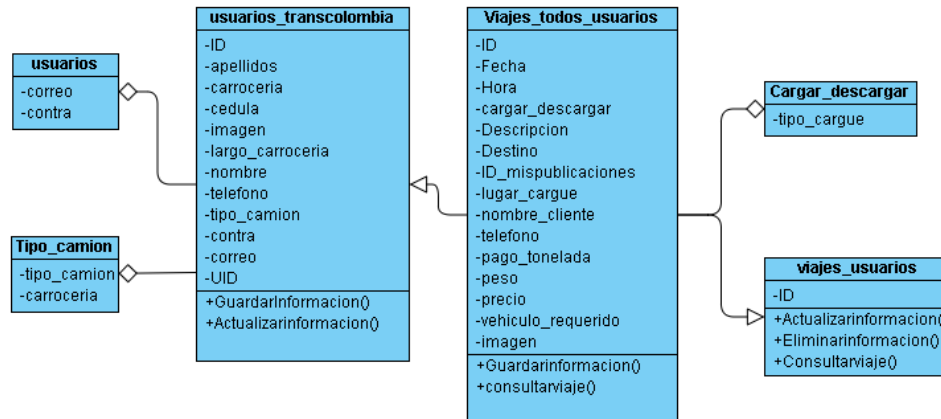 usuarios
-correo
-contra
Tipo_camion
-tipo_camion
-carroceria
usuarios_transcolombia
-ID
-apellidos
-carroceria
-cedula
-imagen
-largo_carroceria
-nombre
-telefono
-tipo_camion
-contra
-correo
-UID
+GuardarInformacion()
+Actualizarinformacion()
Viajes_todos_usuarios
-ID
-Fecha
-Hora
-cargar_descargar
-Descripcion
-Destino
-ID_mispublicaciones
-lugar_cargue
-nombre_cliente
-telefono
-pago_tonelada
-peso
-precio
-vehiculo_requerido
-imagen
+Guardarinformacion()
+consultarviaje()
Cargar_descargar
-tipo_cargue
viajes_usuarios
-ID
+Actualizarinformacion()
+Eliminarinformacion()
+Consultarviaje()